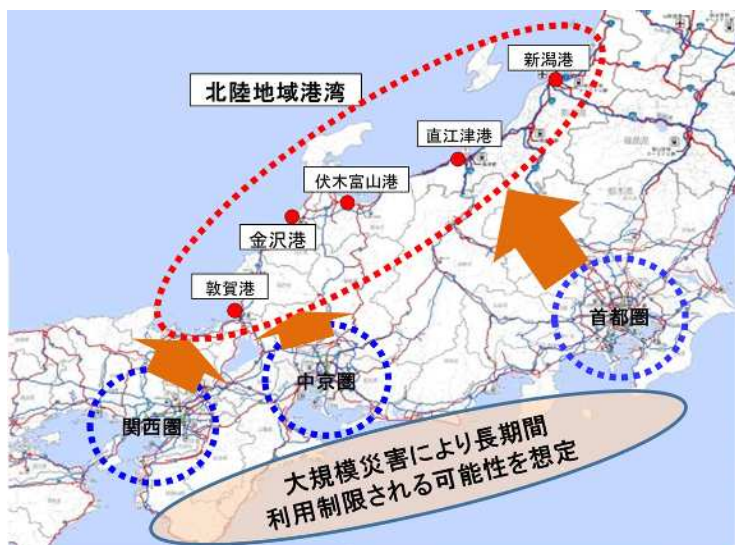 新潟港
北陸地域港湾
直江津港
伏木富山港
金沢港
敦賀港
首都圏
中京圏
関西圏
大規模災害により長期間
利用制限される可能性を想定